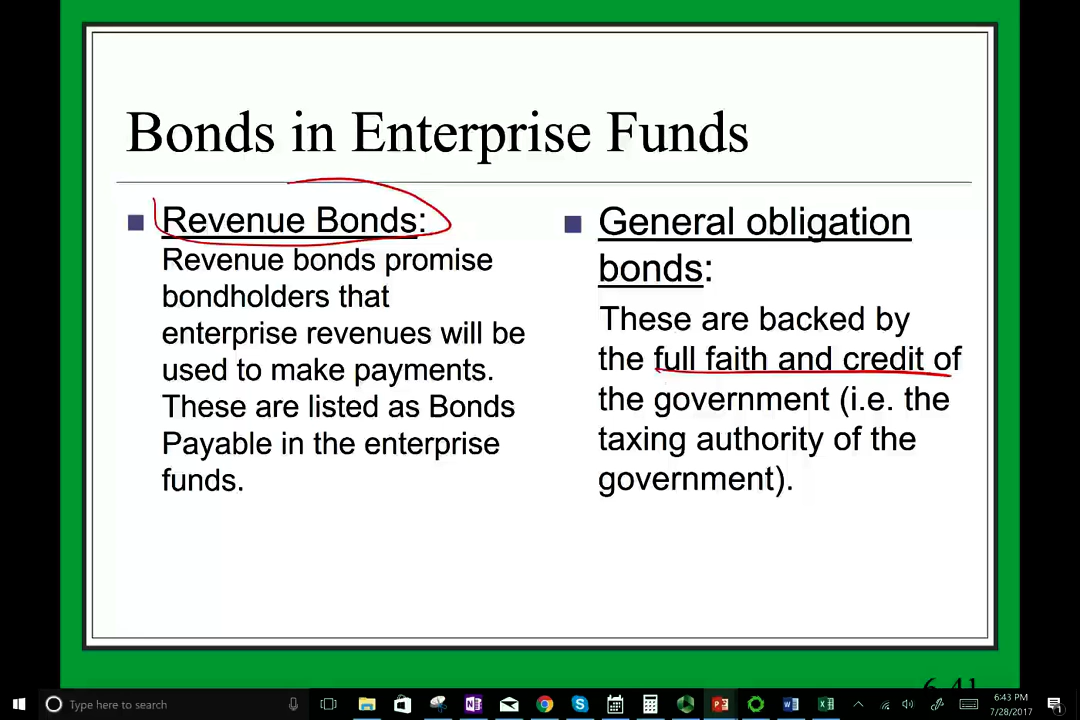 Bonds in Enterprise Funds
Revenue Bonds:
Revenue bonds promise
bondholders that
enterprise revenues will be
used to make payments.
These are listed as Bonds
Payable in the enterprise
funds.
General obligation
bonds:
These are backed by
the full faith and credit of
the government (i.e. the
taxing authority of the
government).
6-41
Type here to search
6:43 PM
7/28/2017